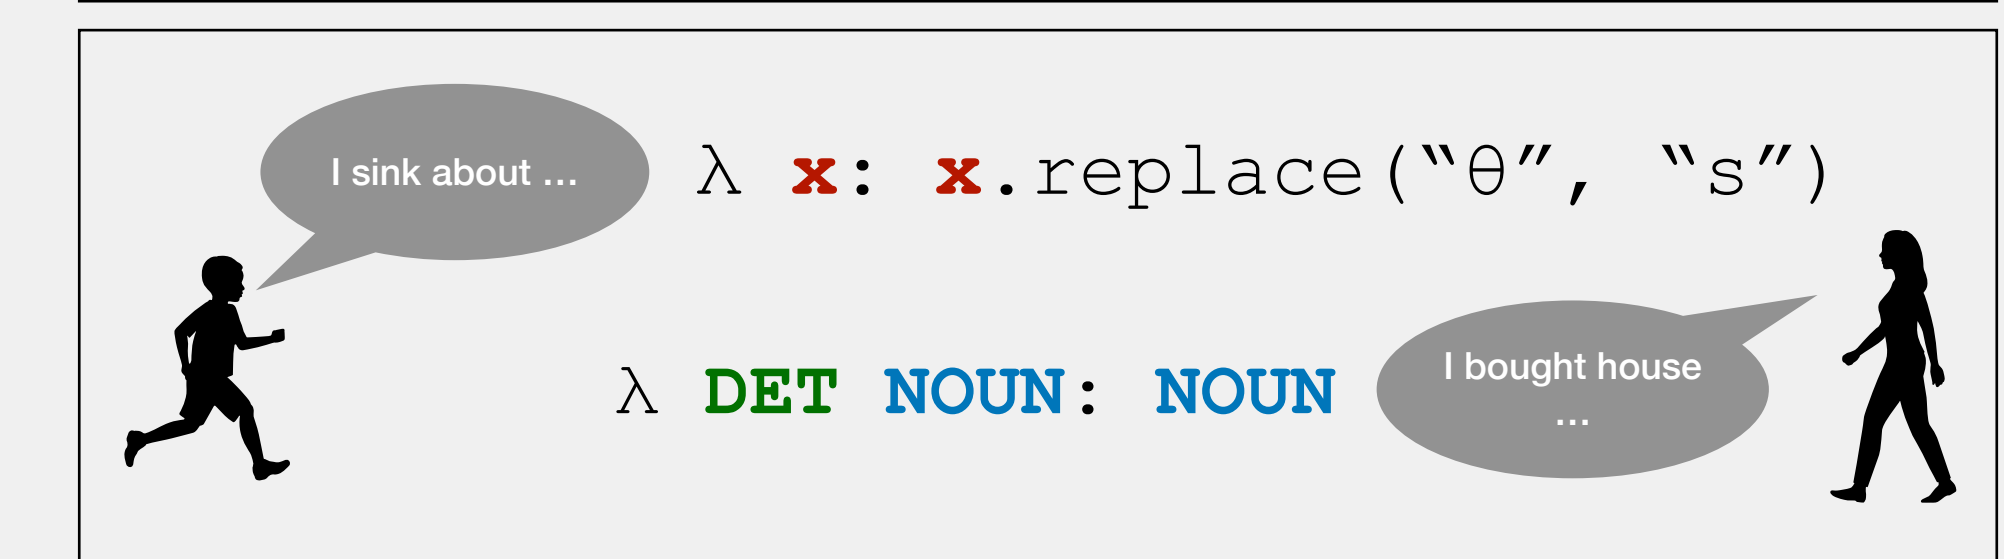 I sink about ...
λ x: x.replace(“θ”, “s”)
λ DET NOUN: NOUN
I bought house
...